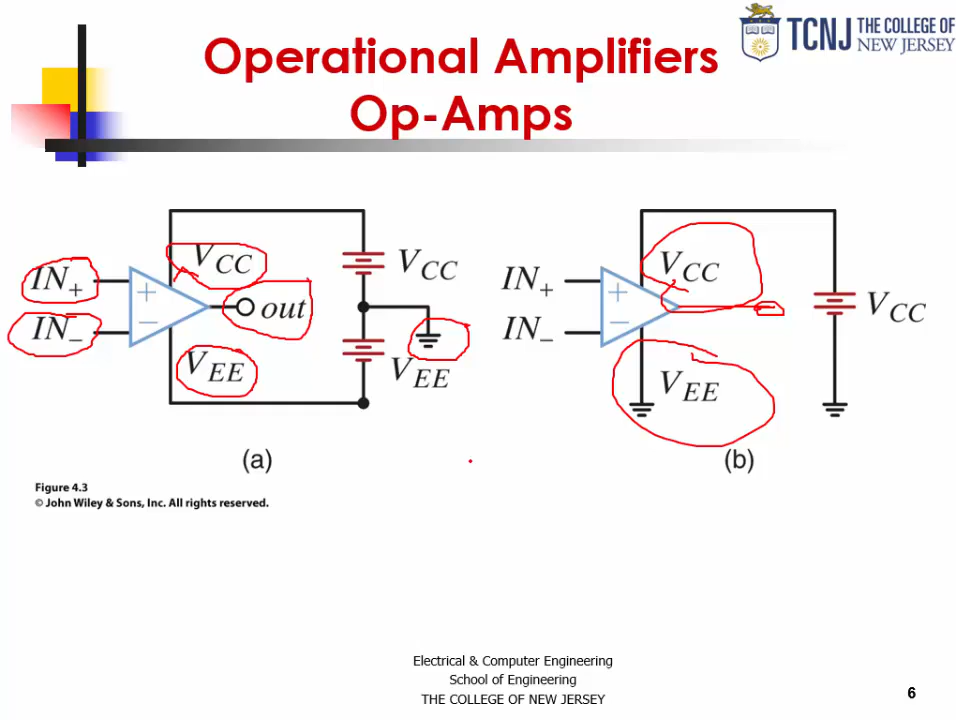 TCNJ THE COLLEGE OF
NEW JERSEY
Operational Amplifiers
Op-Amps
VCC
VCC
IN+
+
out
IN−
−
VEE
VEE
(a)
VCC
IN+
+
VCC
IN−
−
VEE
(b)
Figure 4.3
© John Wiley & Sons, Inc. All rights reserved.
Electrical & Computer Engineering
School of Engineering
THE COLLEGE OF NEW JERSEY
6